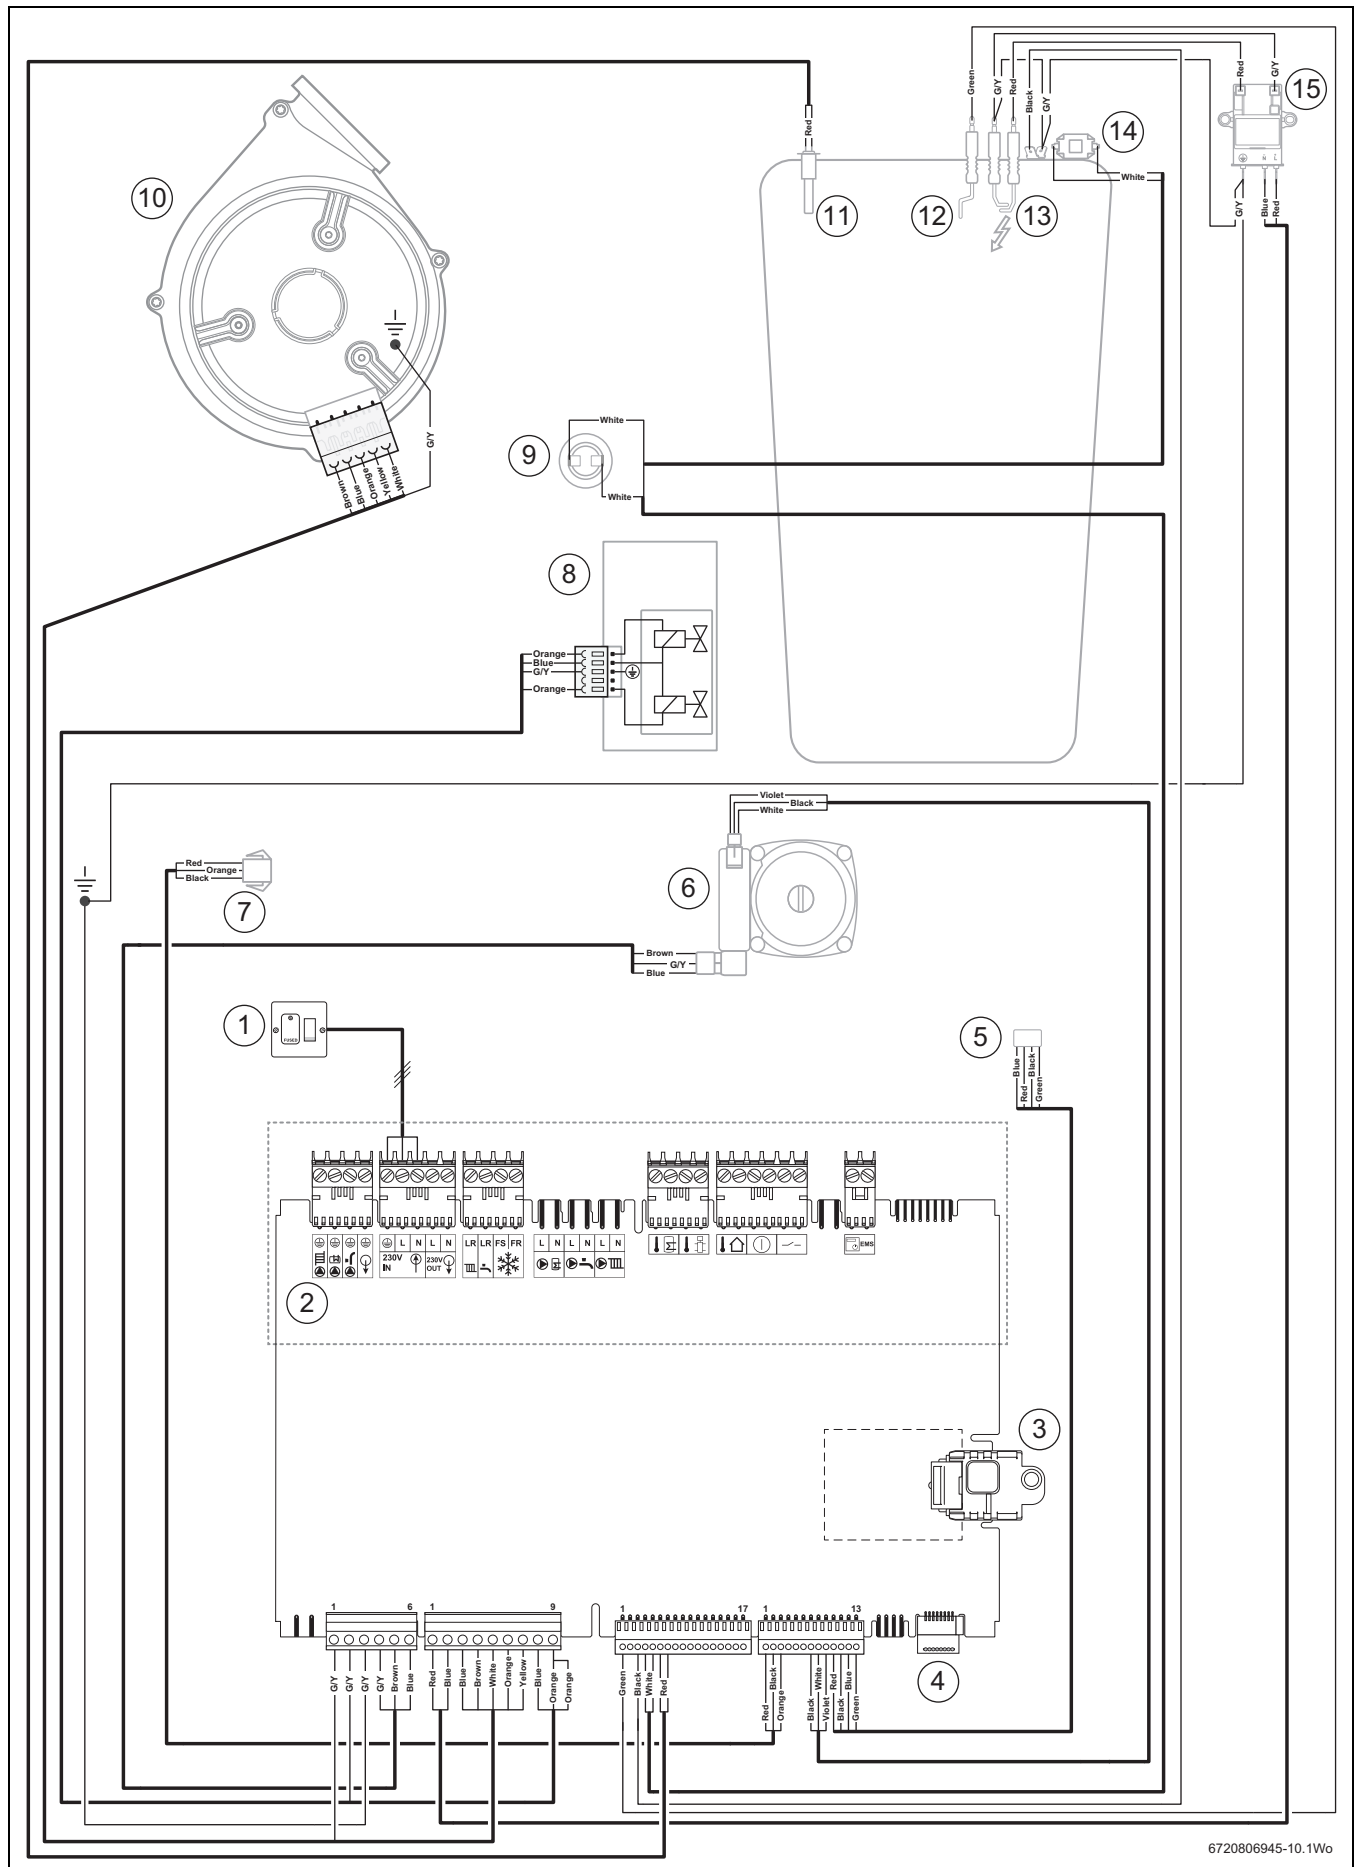 Green
G/Y
Red
Black
G/Y
Red
G/Y
15
14
White
Red
10
11
12
13
G/Y
Blue
Red
N
L
G/Y
White
9
White
Brown
Blue
Orange
Yellow
White
8
Orange
Blue
G/Y
Orange
Violet
Black
White
Red
Orange
Black
7
6
Brown
G/Y
Blue
1
FUSED
5
Blue
Red
Black
Green
L N L N
230V IN
230V OUT
LR LR FS FR
L N L N L N
EMS
2
3
1 6
1 9
1 17
1 13
4
G/Y
G/Y
G/Y
G/Y
Brown
Blue
Red
Blue
Blue
Brown
White
Orange
Yellow
Blue
Orange
Orange
Green
Black
White
Red
Red
Black
Orange
Black
White
Violet
Red
Black
Blue
Green
6720806945-10.1Wo